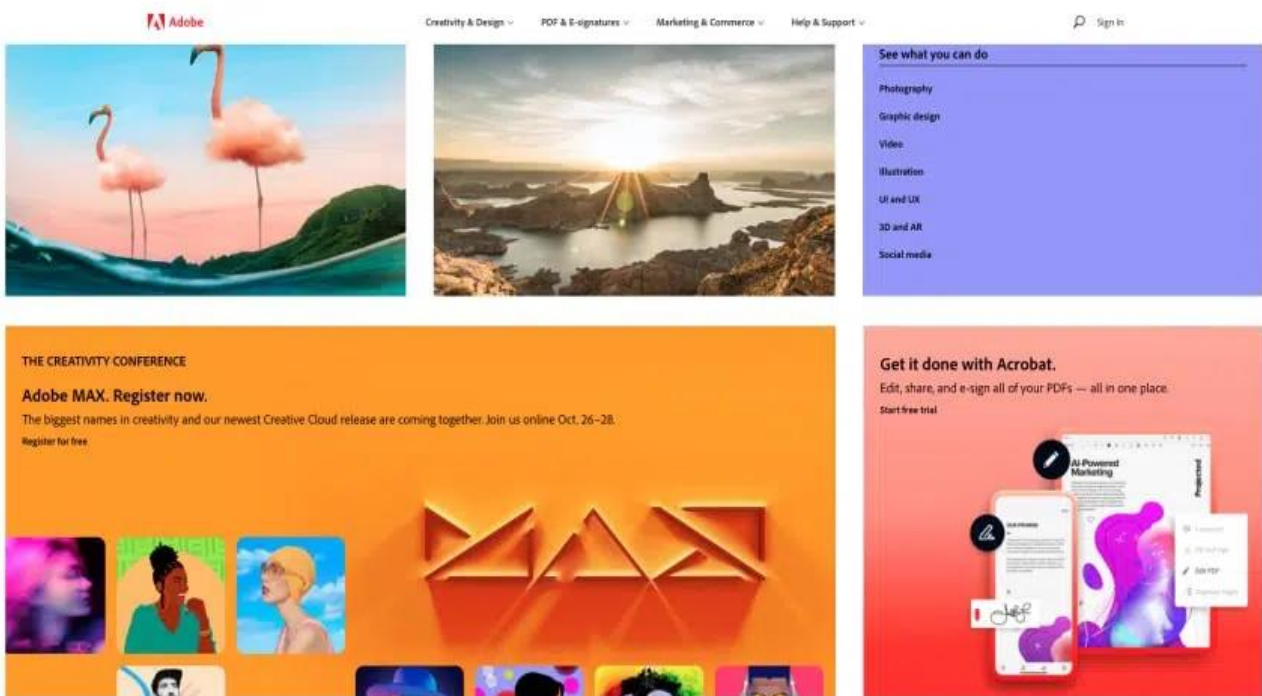 Adobe
Creativity & Design
PDF & E-signatures
Marketing & Commerce
Help & Support
Sign In
See what you can do
Photography
Graphic design
Video
Illustration
UI and UX
3D and AR
Social media
THE CREATIVITY CONFERENCE
Adobe MAX. Register now.
The biggest names in creativity and our newest Creative Cloud release are coming together. Join us online Oct. 26–28.
Register for free
MAX
Get it done with Acrobat.
Edit, share, and e-sign all of your PDFs — all in one place.
Start free trial
AI-Powered
Marketing
Projected
Edit PDF